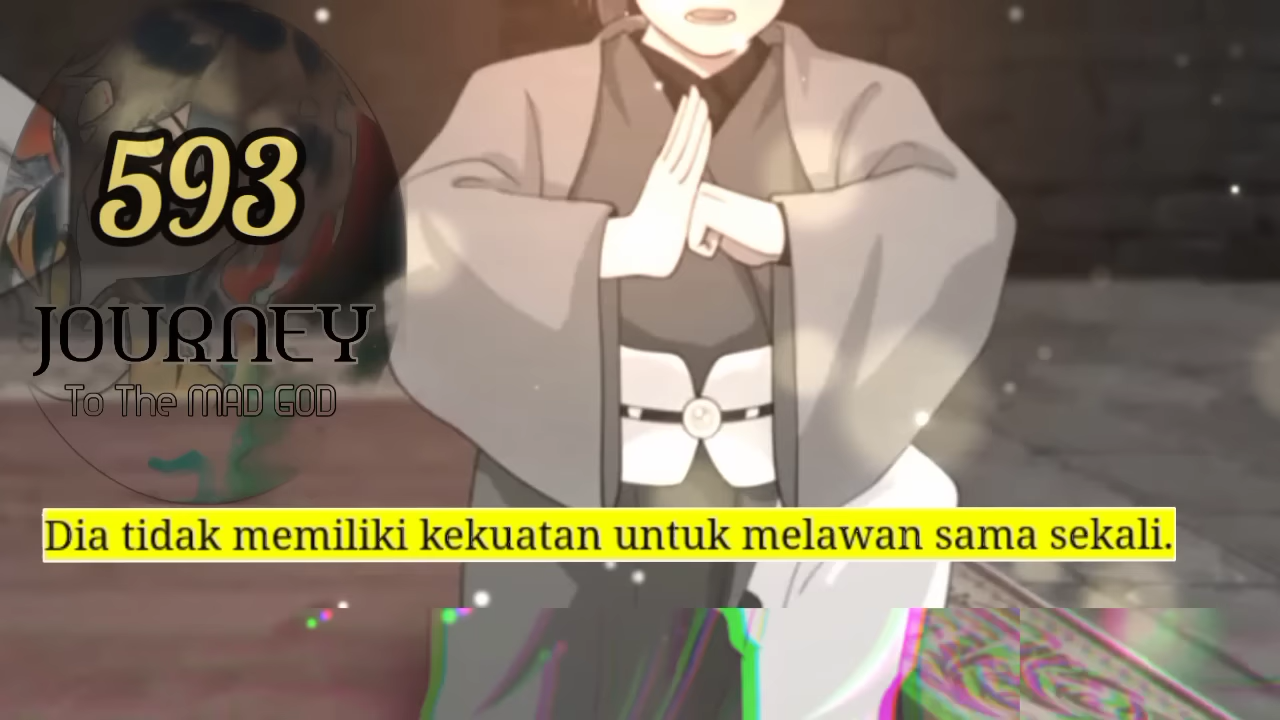 593
JOURNEY
To The MAD GOD
Dia tidak memiliki kekuatan untuk melawan sama sekali.